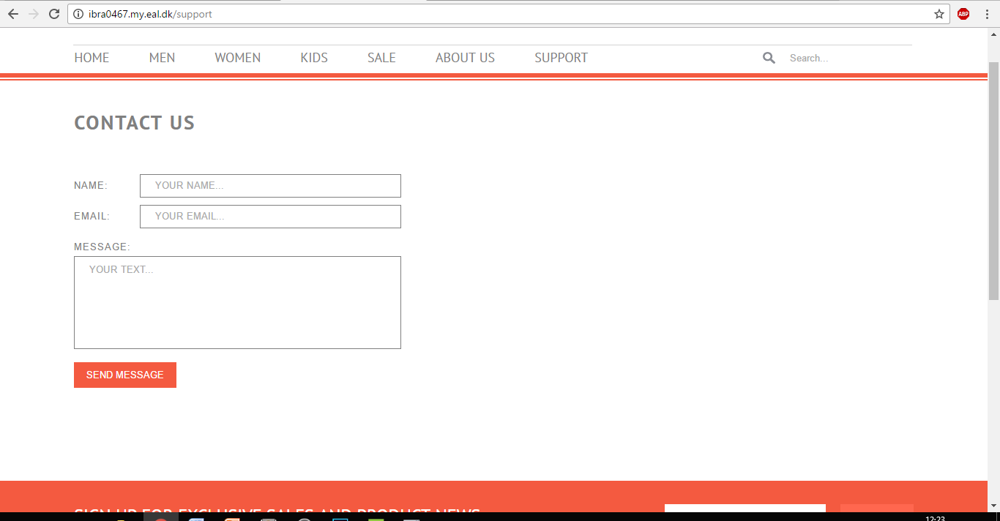 ibra0467.my.eal.dk/support
ABP
HOME MEN WOMEN KIDS SALE ABOUT US SUPPORT Search...
CONTACT US
NAME: YOUR NAME...
EMAIL: YOUR EMAIL...
MESSAGE:
YOUR TEXT...
SEND MESSAGE
SIGN UP FOR EXCLUSIVE SALES AND PRODUCT NEWS
12:23